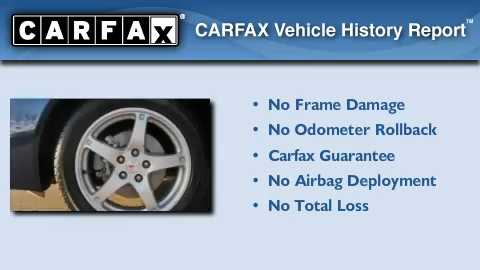 CARFAX® CARFAX Vehicle History Report™
• No Frame Damage
• No Odometer Rollback
• Carfax Guarantee
• No Airbag Deployment
• No Total Loss